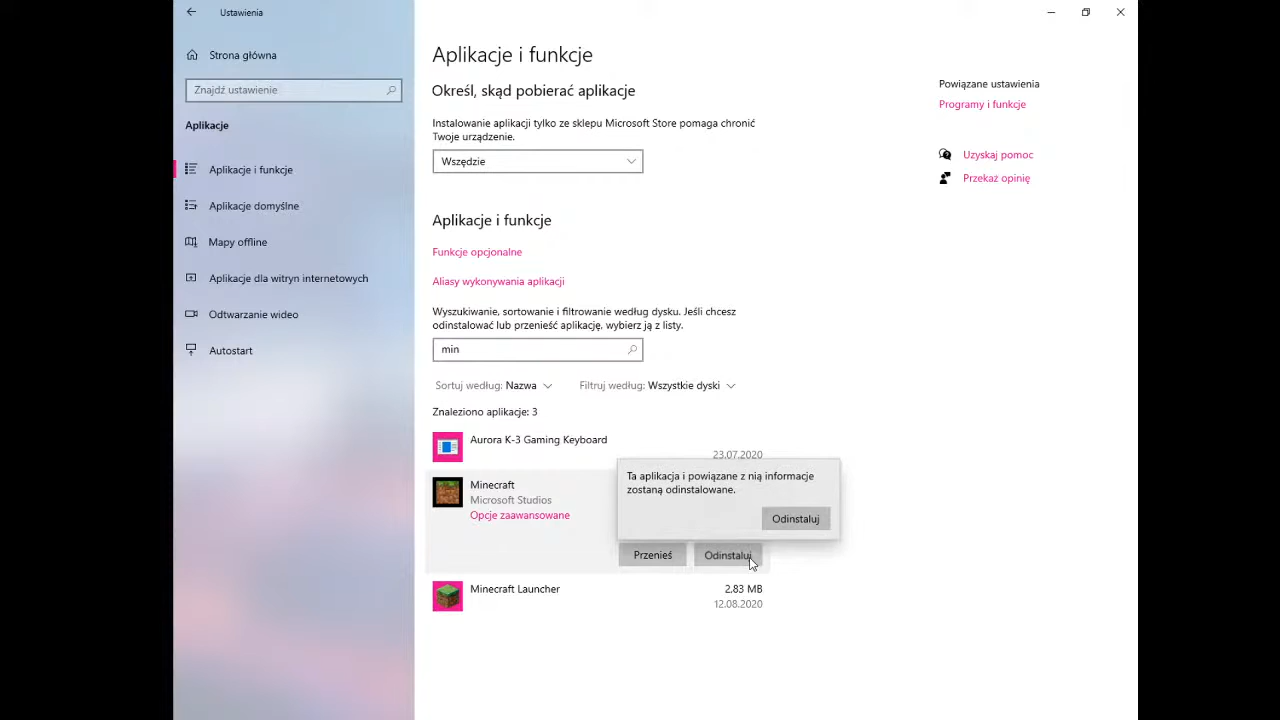 Ustawienia
Strona główna
Znajdź ustawienie
Aplikacje
Aplikacje i funkcje
Aplikacje domyślne
Mapy offline
Aplikacje dla witryn internetowych
Odtwarzanie wideo
Autostart
Aplikacje i funkcje
Określ, skąd pobierać aplikacje
Instalowanie aplikacji tylko ze sklepu Microsoft Store pomaga chronić
Twoje urządzenie.
Wszędzie
Aplikacje i funkcje
Funkcje opcjonalne
Aliasy wykonywania aplikacji
Wyszukiwanie, sortowanie i filtrowanie według dysku. Jeśli chcesz
odinstalować lub przenieść aplikację, wybierz ją z listy.
min
Sortuj według: Nazwa Filtruj według: Wszystkie dyski
Znaleziono aplikacje: 3
Aurora K-3 Gaming Keyboard
23.07.2020
Minecraft
Microsoft Studios
Opcje zaawansowane
Ta aplikacja i powiązane z nią informacje
zostaną odinstalowane.
Odinstaluj
Przenieś Odinstaluj
Minecraft Launcher 2,83 MB
12.08.2020
Powiązane ustawienia
Programy i funkcje
Uzyskaj pomoc
Przekaż opinię